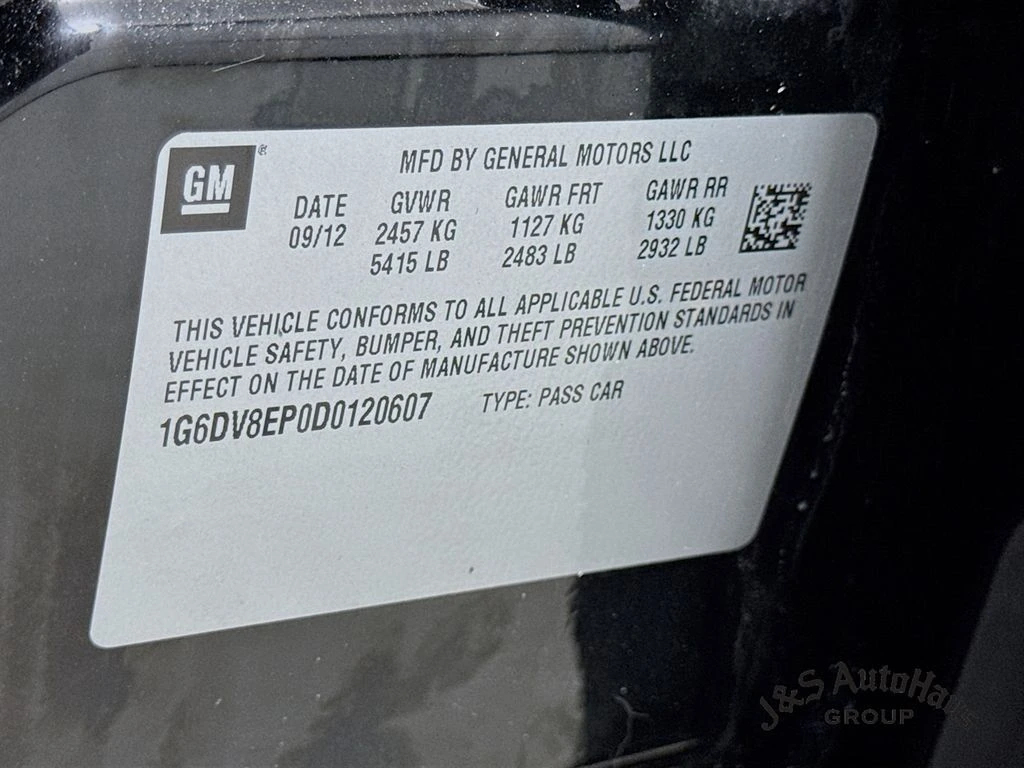 GM
MFD BY GENERAL MOTORS LLC
DATE GVWR GAWR FRT GAWR RR
09/12 2457 KG 1127 KG 1330 KG
5415 LB 2483 LB 2932 LB
THIS VEHICLE CONFORMS TO ALL APPLICABLE U.S. FEDERAL MOTOR
VEHICLE SAFETY, BUMPER, AND THEFT PREVENTION STANDARDS IN
EFFECT ON THE DATE OF MANUFACTURE SHOWN ABOVE.
1G6DV8EP0D0120607 TYPE: PASS CAR
J&S AutoHaus
GROUP